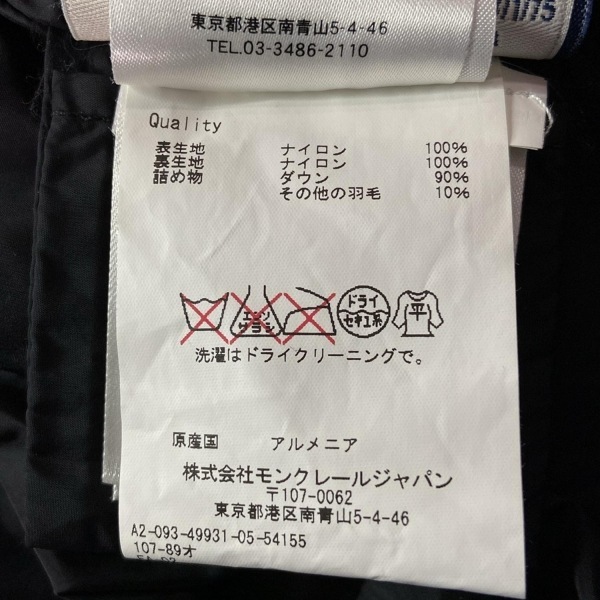 東京都港区南青山5-4-46
TEL.03-3486-2110
Quality
表生地 ナイロン 100%
裏生地 ナイロン 100%
詰め物 ダウン 90%
その他の羽毛 10%
エンソ
サラシ
ドライ
セキユ系
平
洗濯はドライクリーニングで。
原産国 アルメニア
株式会社モンクレールジャパン
〒107-0062
東京都港区南青山5-4-46
A2-093-49931-05-54155
107-89オ